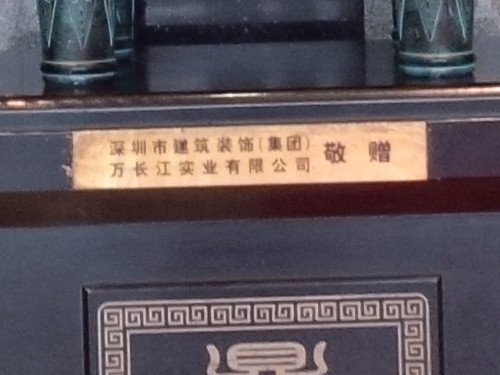 深圳市建筑装饰(集团)
万长江实业有限公司
敬赠